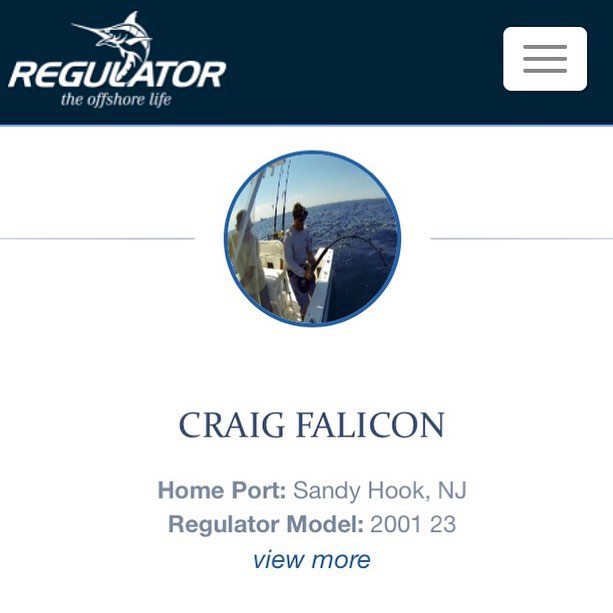 REGULATOR
the offshore life
CRAIG FALICON
Home Port: Sandy Hook, NJ
Regulator Model: 2001 23
view more